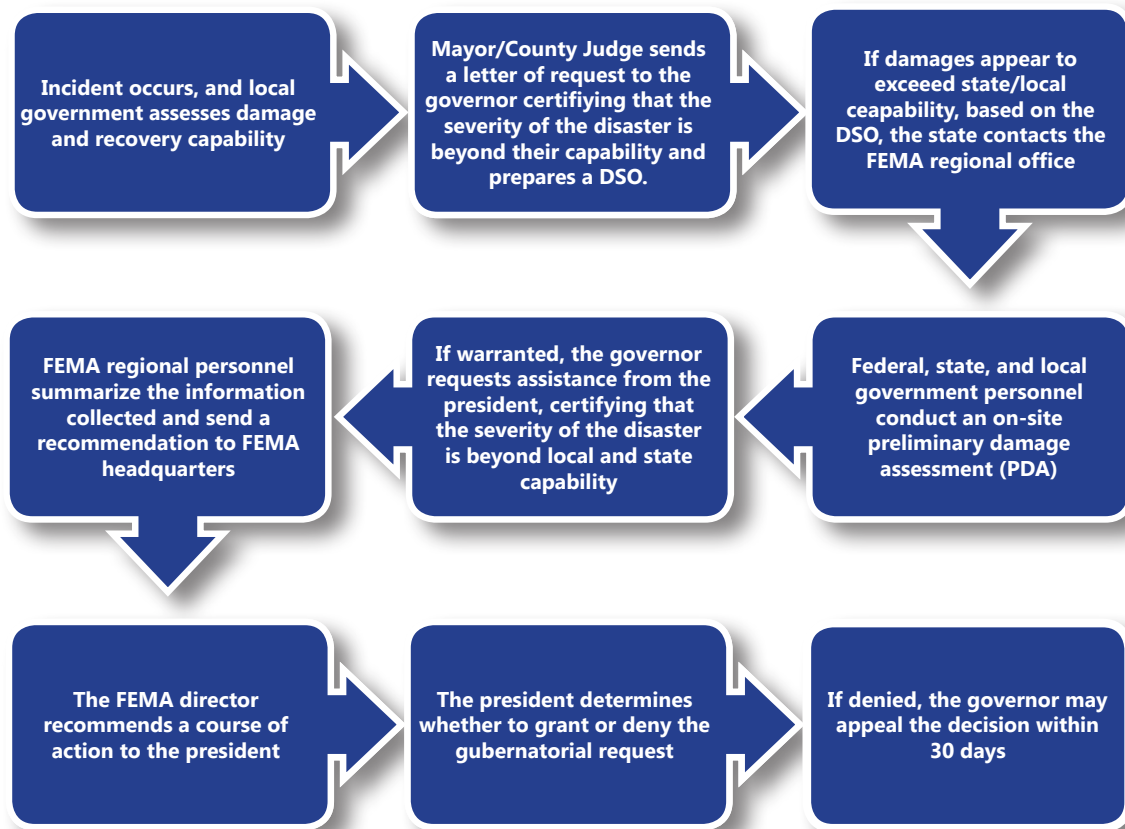 Incident occurs, and local
government assesses damage
and recovery capability
Mayor/County Judge sends
a letter of request to the
governor certifiying that the
severity of the disaster is
beyond their capability and
prepares a DSO.
If damages appear to
exceeed state/local
ceapability, based on the
DSO, the state contacts the
FEMA regional office
Federal, state, and local
government personnel
conduct an on-site
preliminary damage
assessment (PDA)
If warranted, the governor
requests assistance from the
president, certifying that
the severity of the disaster
is beyond local and state
capability
FEMA regional personnel
summarize the information
collected and send a
recommendation to FEMA
headquarters
The FEMA director
recommends a course of
action to the president
The president determines
whether to grant or deny the
gubernatorial request
If denied, the governor may
appeal the decision within
30 days